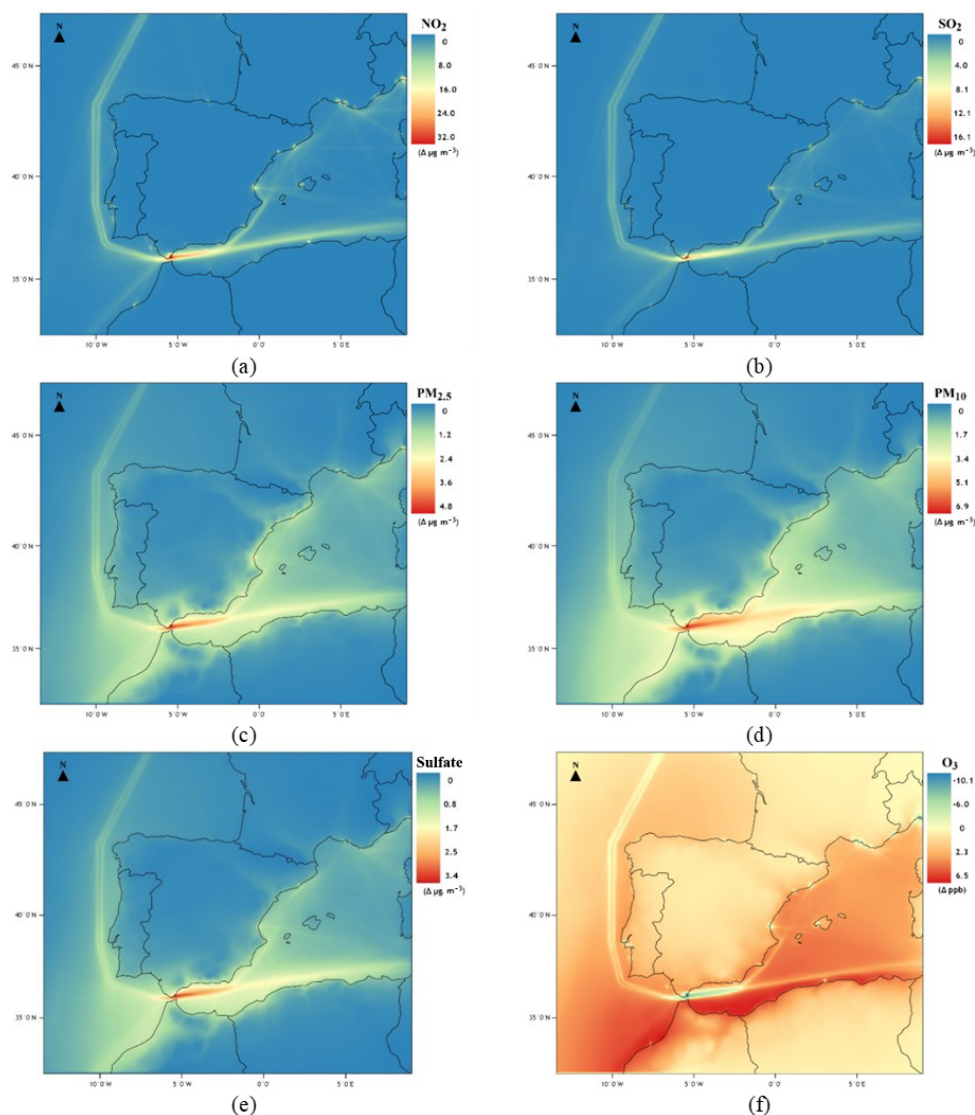 N
NO2
0
8.0
16.0
24.0
32.0
(Δ µg m−3)
45°N
40°N
35°N
10°W
5°W
0°E
5°E
(a)
N
SO2
0
4.0
8.1
12.1
16.1
(Δ µg m−3)
45°N
40°N
35°N
10°W
5°W
0°E
5°E
(b)
N
PM2.5
0
1.2
2.4
3.6
4.8
(Δ µg m−3)
45°N
40°N
35°N
10°W
5°W
0°E
5°E
(c)
N
PM10
0
1.7
3.4
5.1
6.9
(Δ µg m−3)
45°N
40°N
35°N
10°W
5°W
0°E
5°E
(d)
N
Sulfate
0
0.8
1.7
2.5
3.4
(Δ µg m−3)
45°N
40°N
35°N
10°W
5°W
0°E
5°E
(e)
N
O3
-10.1
-6.0
0
2.3
6.5
(Δ ppb)
45°N
40°N
35°N
10°W
5°W
0°E
5°E
(f)